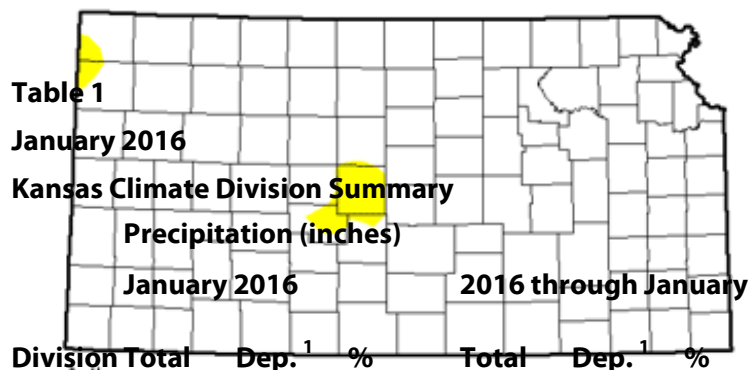 Table 1
January 2016
Kansas Climate Division Summary
Precipitation (inches)
January 2016 2016 through January
Division Total Dep.1 % Total Dep.1 %